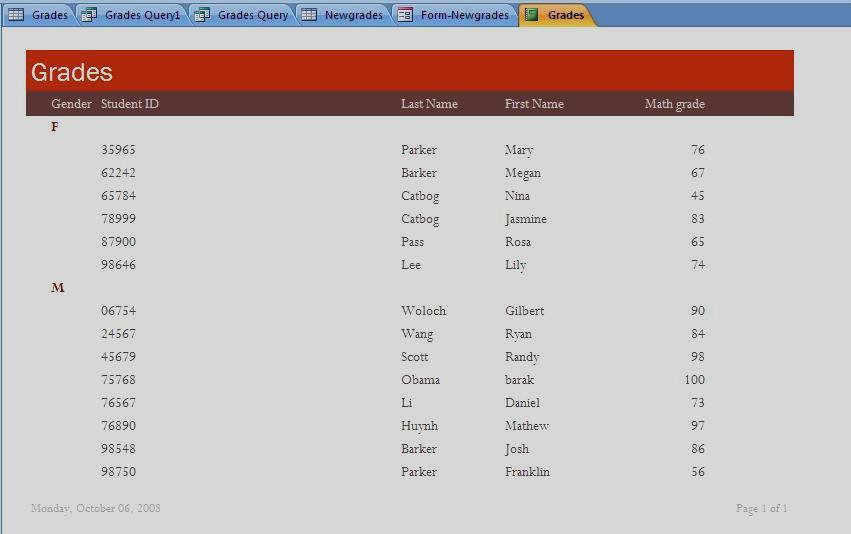 Grades Grades Query1 Grades Query Newgrades Form-Newgrades Grades
Grades
Gender Student ID Last Name First Name Math grade
F
35965 Parker Mary 76
62242 Barker Megan 67
65784 Catbog Nina 45
78999 Catbog Jasmine 83
87900 Pass Rosa 65
98646 Lee Lily 74
M
06754 Woloch Gilbert 90
24567 Wang Ryan 84
45679 Scott Randy 98
75768 Obama barak 100
76567 Li Daniel 73
76890 Huynh Mathew 97
98548 Barker Josh 86
98750 Parker Franklin 56
Monday, October 06, 2008 Page 1 of 1